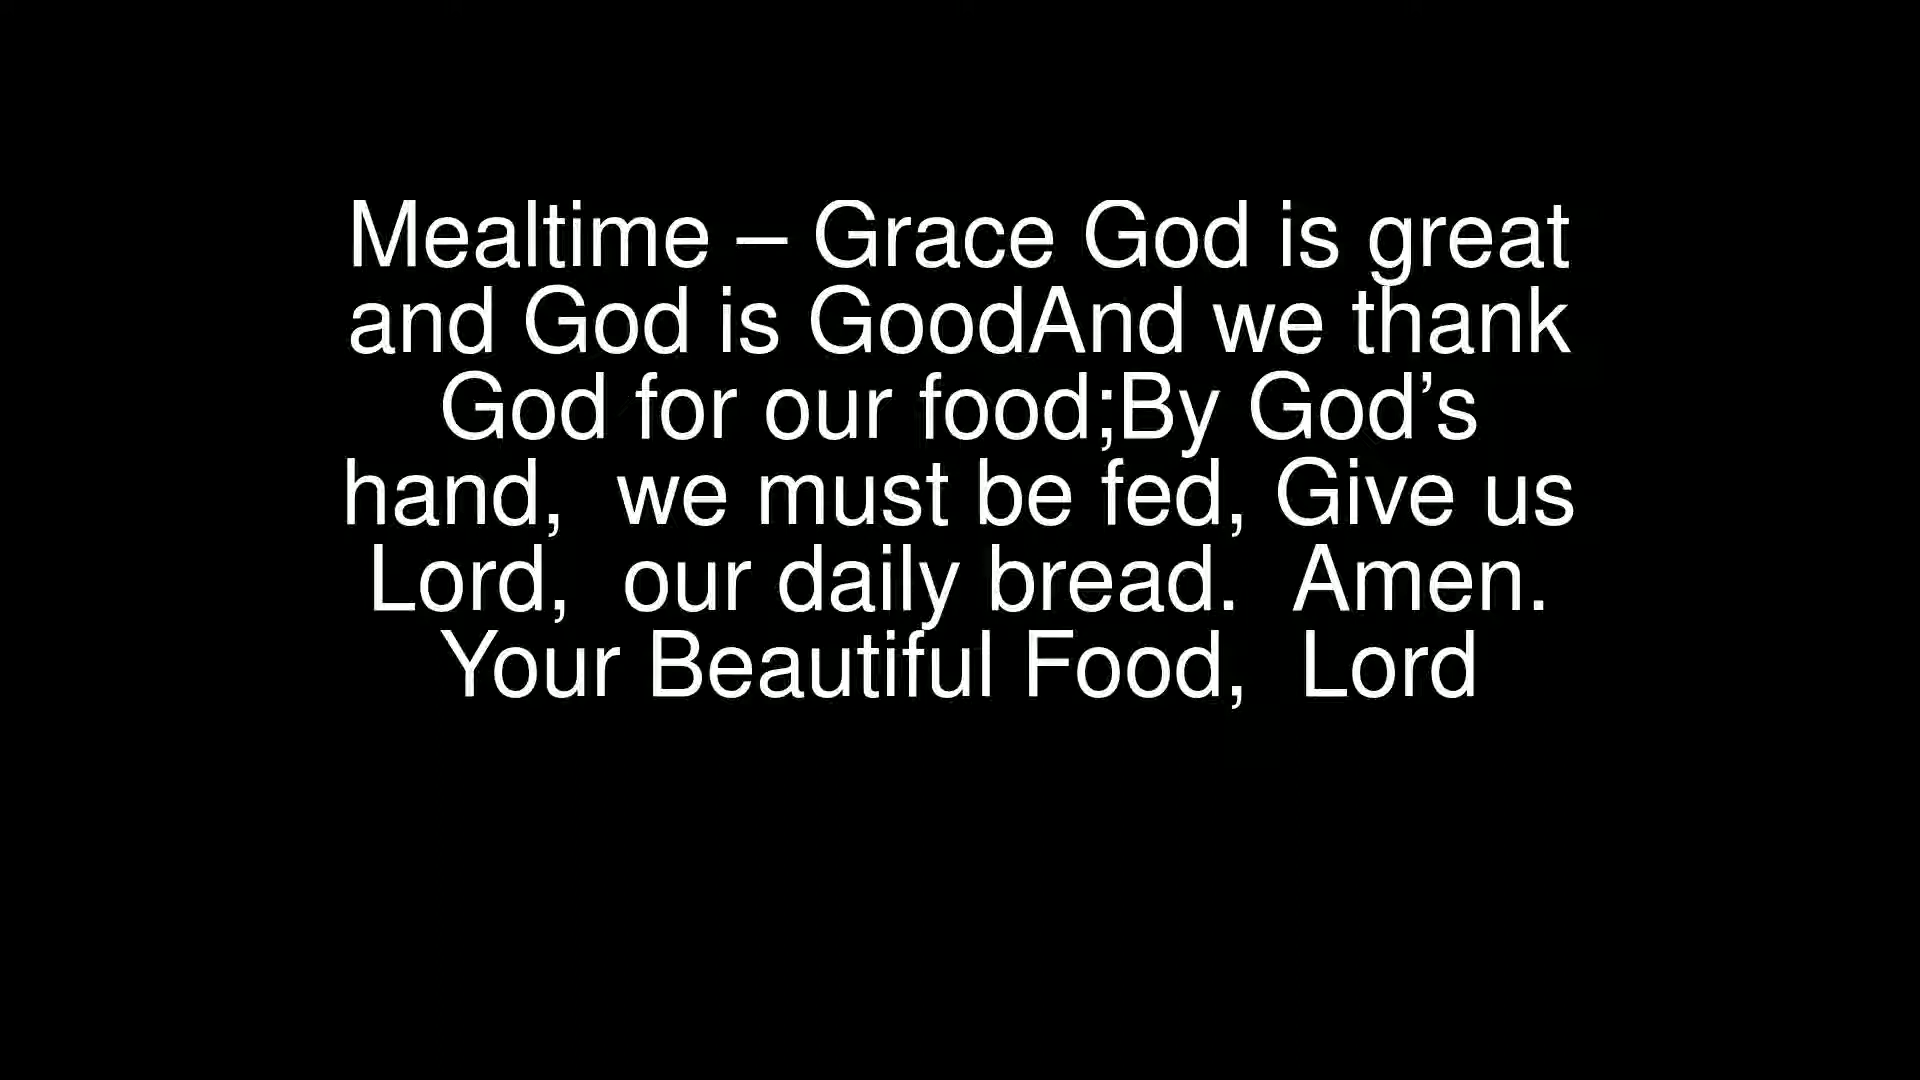 Mealtime – Grace God is great
and God is GoodAnd we thank
God for our food;By God’s
hand,  we must be fed, Give us
Lord,  our daily bread.  Amen.
Your Beautiful Food,  Lord